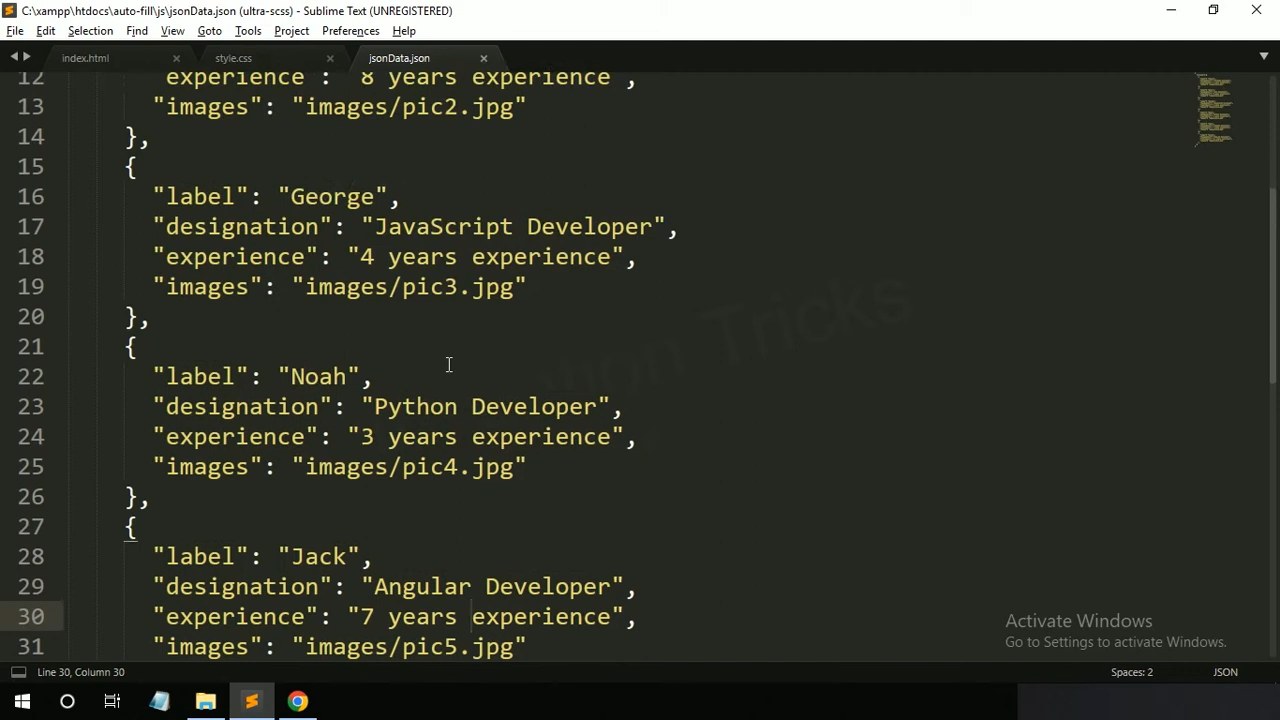 C:\xampp\htdocs\auto-fill\js\jsonData.json (ultra-scss) - Sublime Text (UNREGISTERED)
File Edit Selection Find View Goto Tools Project Preferences Help
index.html style.css jsonData.json
12 "experience": "8 years experience",
13 "images": "images/pic2.jpg"
14 },
15 {
16 "label": "George",
17 "designation": "JavaScript Developer",
18 "experience": "4 years experience",
19 "images": "images/pic3.jpg"
20 },
21 {
22 "label": "Noah",
23 "designation": "Python Developer",
24 "experience": "3 years experience",
25 "images": "images/pic4.jpg"
26 },
27 {
28 "label": "Jack",
29 "designation": "Angular Developer",
30 "experience": "7 years experience",
31 "images": "images/pic5.jpg"
Tricks
Activate Windows
Go to Settings to activate Windows.
Line 30, Column 30 Spaces: 2 JSON